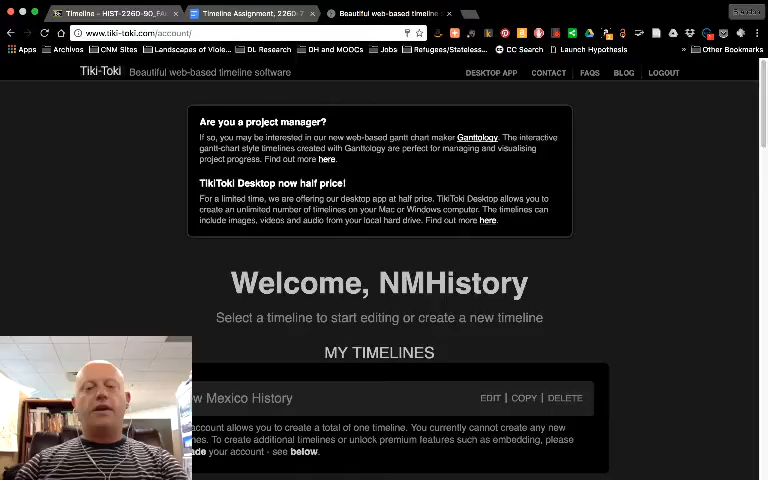 Timeline – HIST-2260-90_FA
Timeline Assignment, 2260-7
Beautiful web-based timeline
Brandon
www.tiki-toki.com/account/
Apps Archivos CNM Sites Landscapes of Viole... DL Research DH and MOOCs Jobs Refugees/Stateless... CC Search Launch Hypothesis » Other Bookmarks
Tiki-Toki Beautiful web-based timeline software
DESKTOP APP CONTACT FAQS BLOG LOGOUT
Are you a project manager?
If so, you may be interested in our new web-based gantt chart maker Ganttology. The interactive
gantt-chart style timelines created with Ganttology are perfect for managing and visualising
project progress. Find out more here.
TikiToki Desktop now half price!
For a limited time, we are offering our desktop app at half price. TikiToki Desktop allows you to
create an unlimited number of timelines on your Mac or Windows computer. The timelines can
include images, videos and audio from your local hard drive. Find out more here.
Welcome, NMHistory
Select a timeline to start editing or create a new timeline
MY TIMELINES
w Mexico History EDIT | COPY | DELETE
account allows you to create a total of one timeline. You currently cannot create any new
nes. To create additional timelines or unlock premium features such as embedding, please
ade your account - see below.